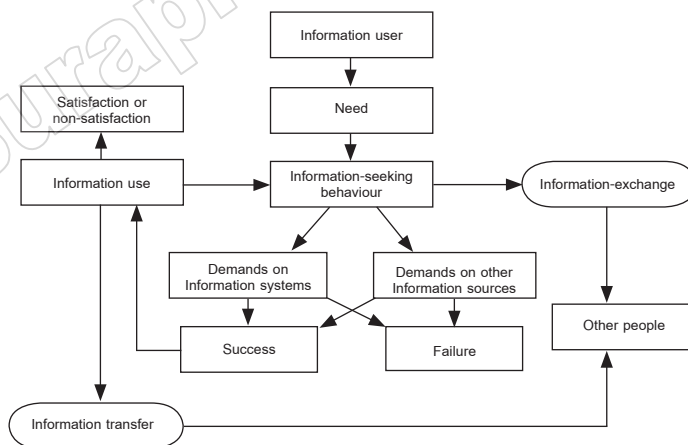 Information user
Satisfaction or
non-satisfaction
Need
Information use
Information-seeking
behaviour
Information-exchange
Demands on
Information systems
Demands on other
Information sources
Other people
Success
Failure
Information transfer